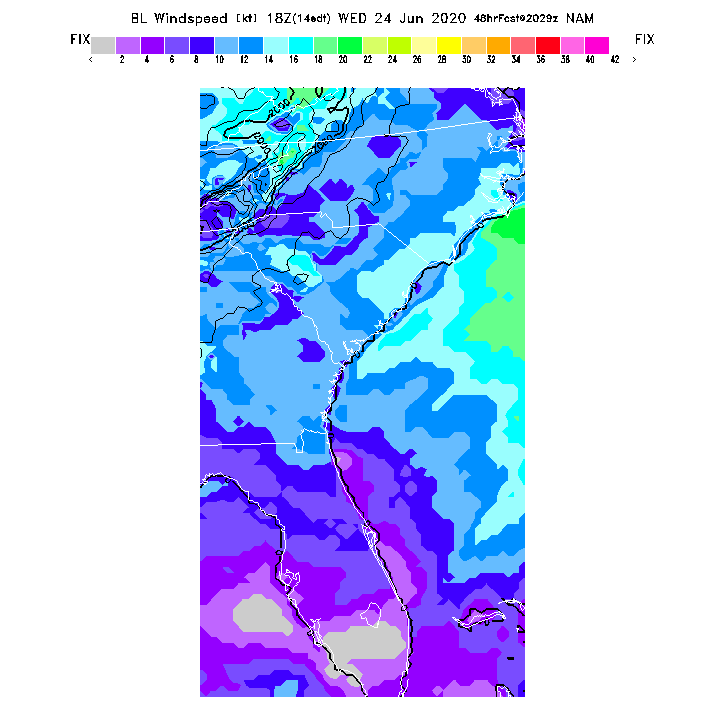 BL Windspeed [kt] 18Z(14edt) WED 24 Jun 2020 48hrFcst@2029z NAM
FIX FIX
< 2 4 6 8 10 12 14 16 18 20 22 24 26 28 30 32 34 36 38 40 42 >
2000